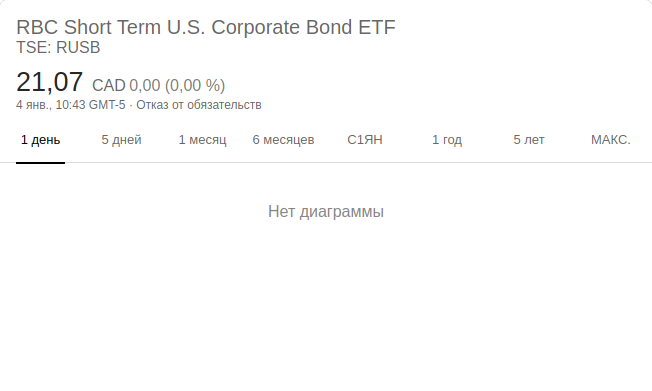 RBC Short Term U.S. Corporate Bond ETF
TSE: RUSB
21,07 CAD 0,00 (0,00 %)
4 янв., 10:43 GMT-5 · Отказ от обязательств
1 день 5 дней 1 месяц 6 месяцев С1ЯН 1 год 5 лет МАКС.
Нет диаграммы